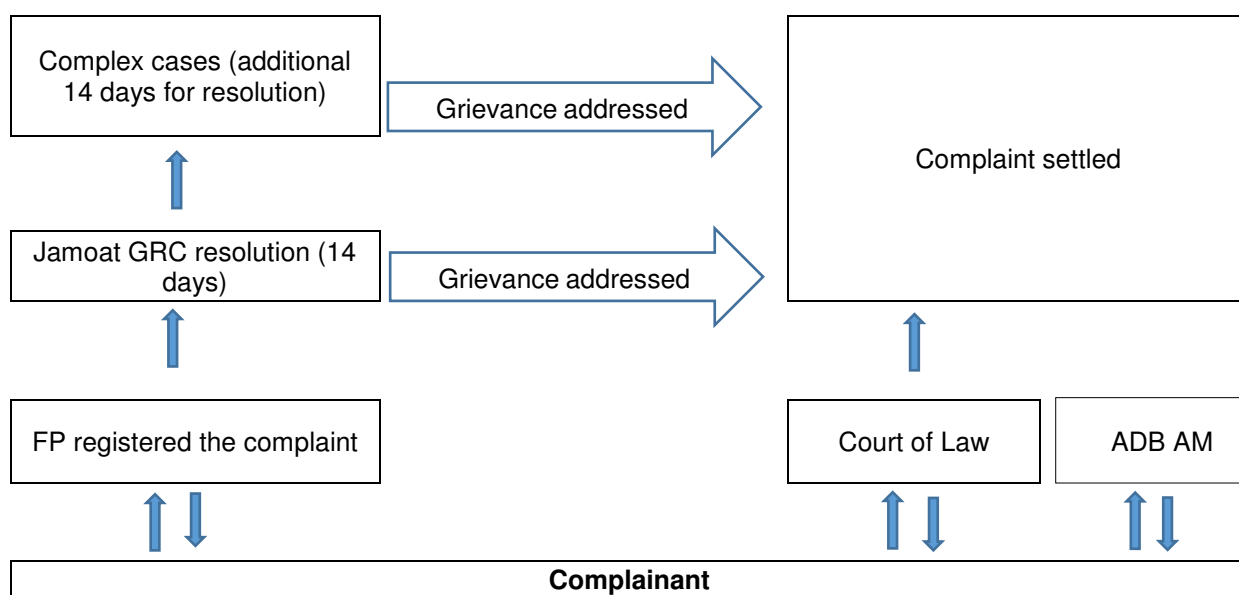 Complex cases (additional
14 days for resolution)
Grievance addressed
Complaint settled
Jamoat GRC resolution (14
days)
Grievance addressed
FP registered the complaint
Court of Law
ADB AM
Complainant